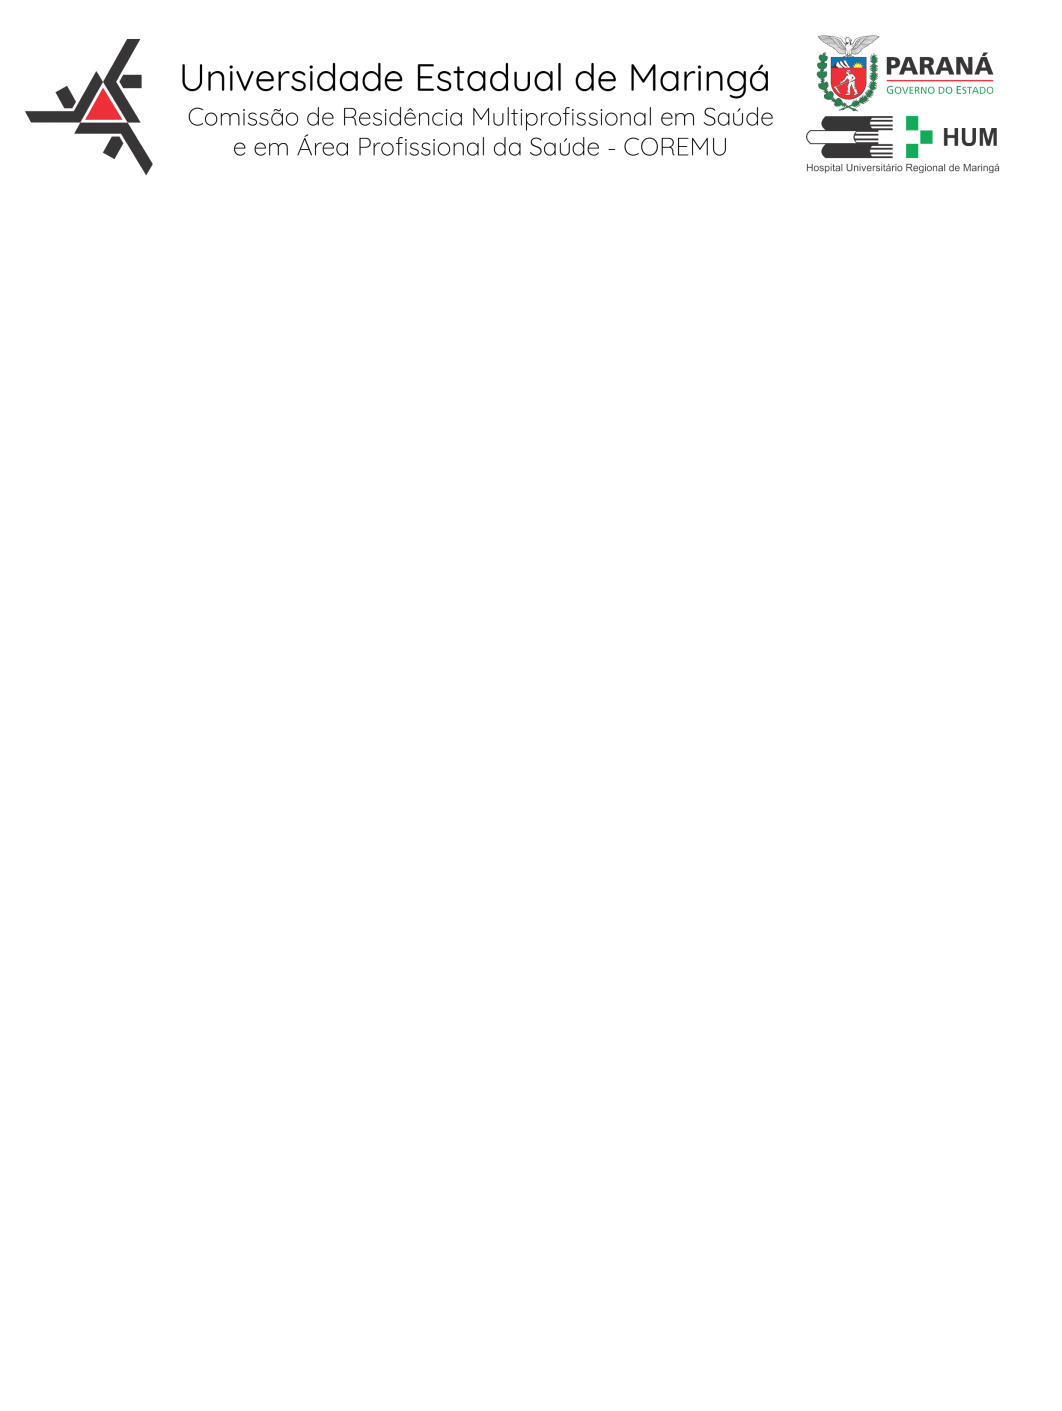 Universidade Estadual de Maringá
Comissão de Residência Multiprofissional em Saúde
e em Área Profissional da Saúde - COREMU
PARANÁ
GOVERNO DO ESTADO
HUM
Hospital Universitário Regional de Maringá